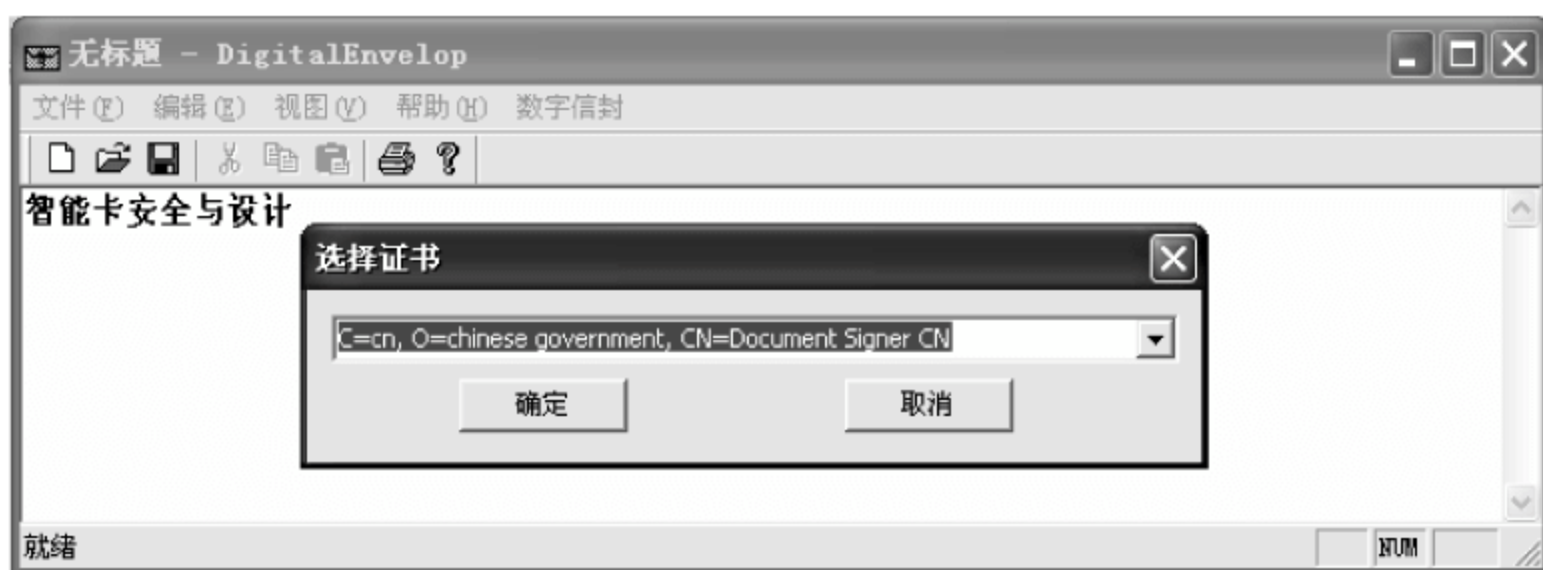 无标题 - DigitalEnvelop
文件(F) 编辑(E) 视图(V) 帮助(H) 数字信封
智能卡安全与设计
选择证书
C=cn, O=chinese government, CN=Document Signer CN
确定 取消
就绪 NUM